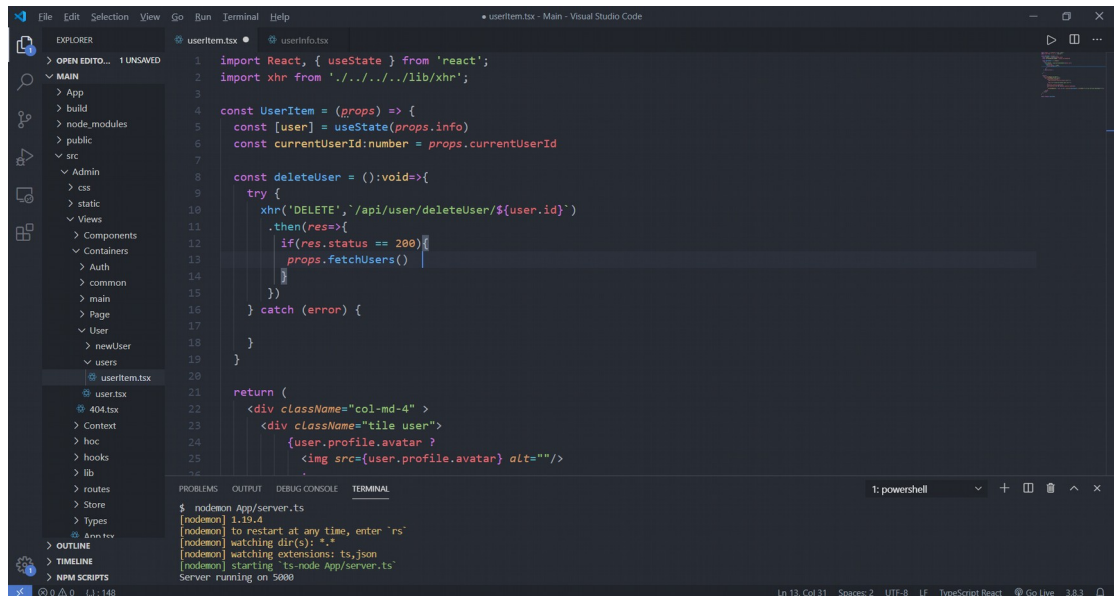 File Edit Selection View Go Run Terminal Help
● userItem.tsx - Main - Visual Studio Code
EXPLORER
OPEN EDITO... 1 UNSAVED
MAIN
App
build
node_modules
public
src
Admin
css
static
Views
Components
Containers
Auth
common
main
Page
User
newUser
users
userItem.tsx
user.tsx
404.tsx
Context
hoc
hooks
lib
routes
Store
Types
App.tsx
OUTLINE
TIMELINE
NPM SCRIPTS
userItem.tsx ●
userInfo.tsx
1 import React, { useState } from 'react';
2 import xhr from './../../../lib/xhr';
3
4 const UserItem = (props) => {
5 const [user] = useState(props.info)
6 const currentUserId:number = props.currentUserId
7
8 const deleteUser = ():void=>{
9 try {
10 xhr('DELETE',`/api/user/deleteUser/${user.id}`)
11 .then(res=>{
12 if(res.status == 200){
13 props.fetchUsers()
14 }
15 })
16 } catch (error) {
17
18 }
19 }
20
21 return (
22 <div className="col-md-4" >
23 <div className="tile user">
24 {user.profile.avatar ?
25 <img src={user.profile.avatar} alt=""/>
26 :
PROBLEMS OUTPUT DEBUG CONSOLE TERMINAL
1: powershell
$ nodemon App/server.ts
[nodemon] 1.19.4
[nodemon] to restart at any time, enter `rs`
[nodemon] watching dir(s): *.*
[nodemon] watching extensions: ts,json
[nodemon] starting `ts-node App/server.ts`
Server running on 5000
0 0 {..} : 148
Ln 13, Col 31 Spaces: 2 UTF-8 LF TypeScript React Go Live 3.8.3